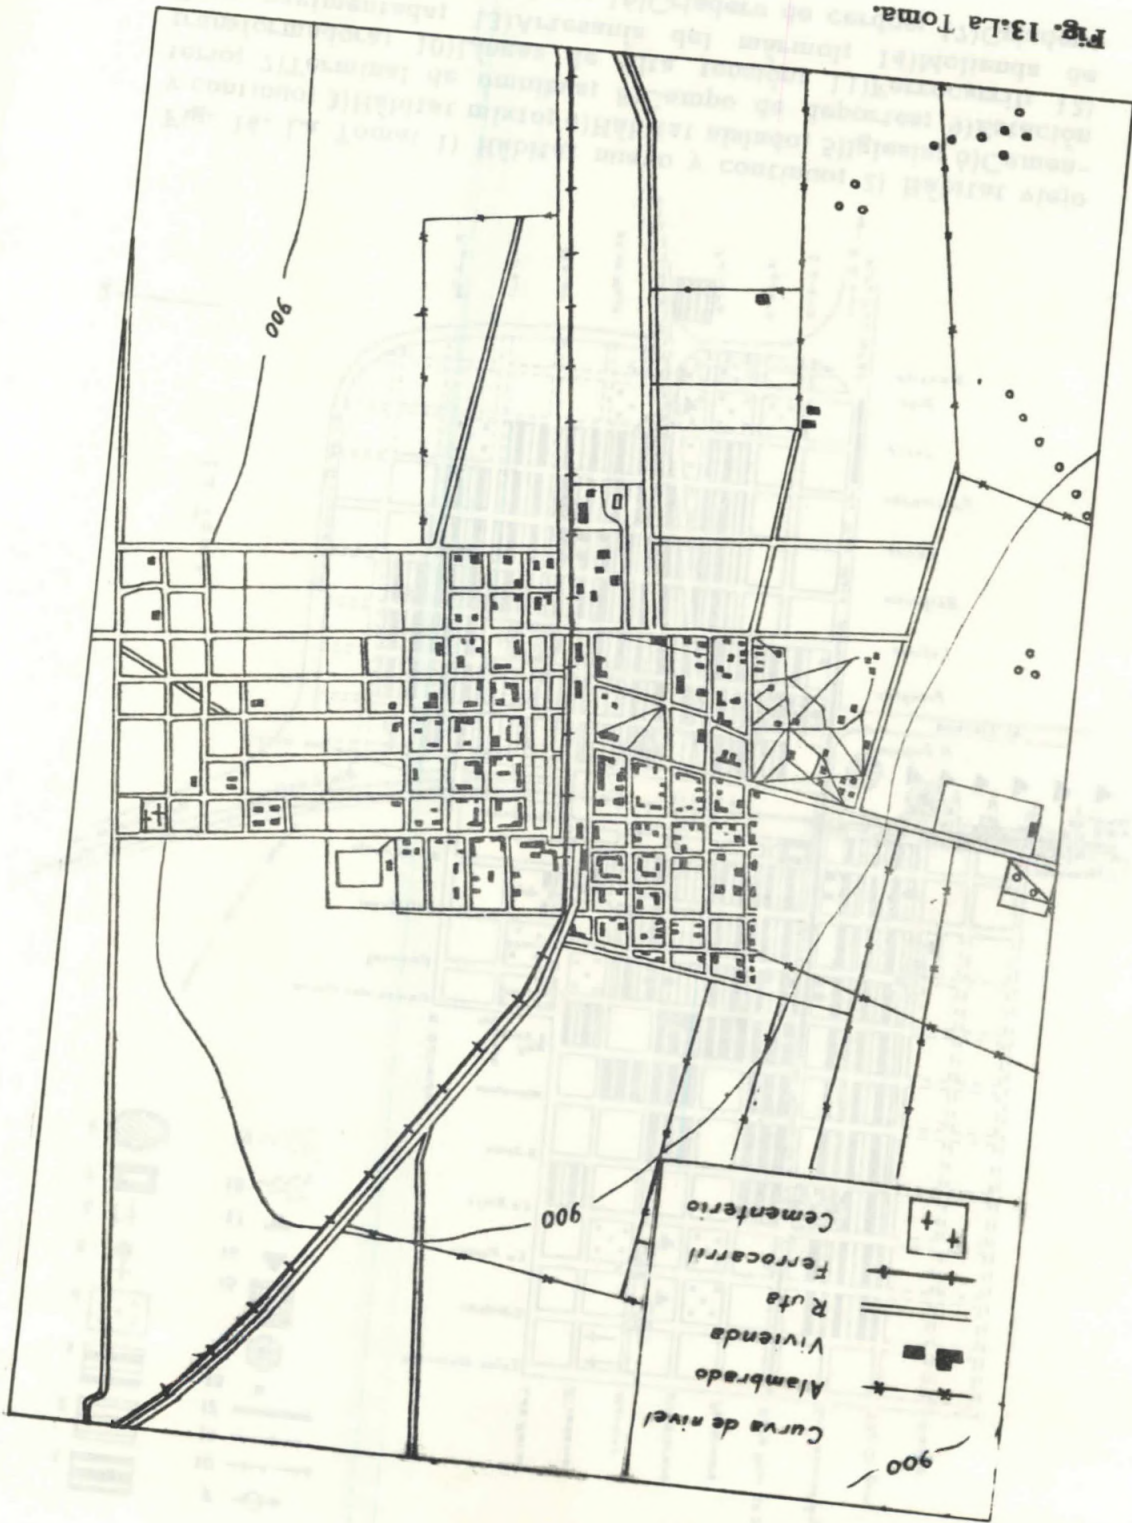 900
Curva de nivel
Alambrado
Vivienda
Ruta
Ferrocarril
Cementerio
900
900
Fig. 13:La Toma.